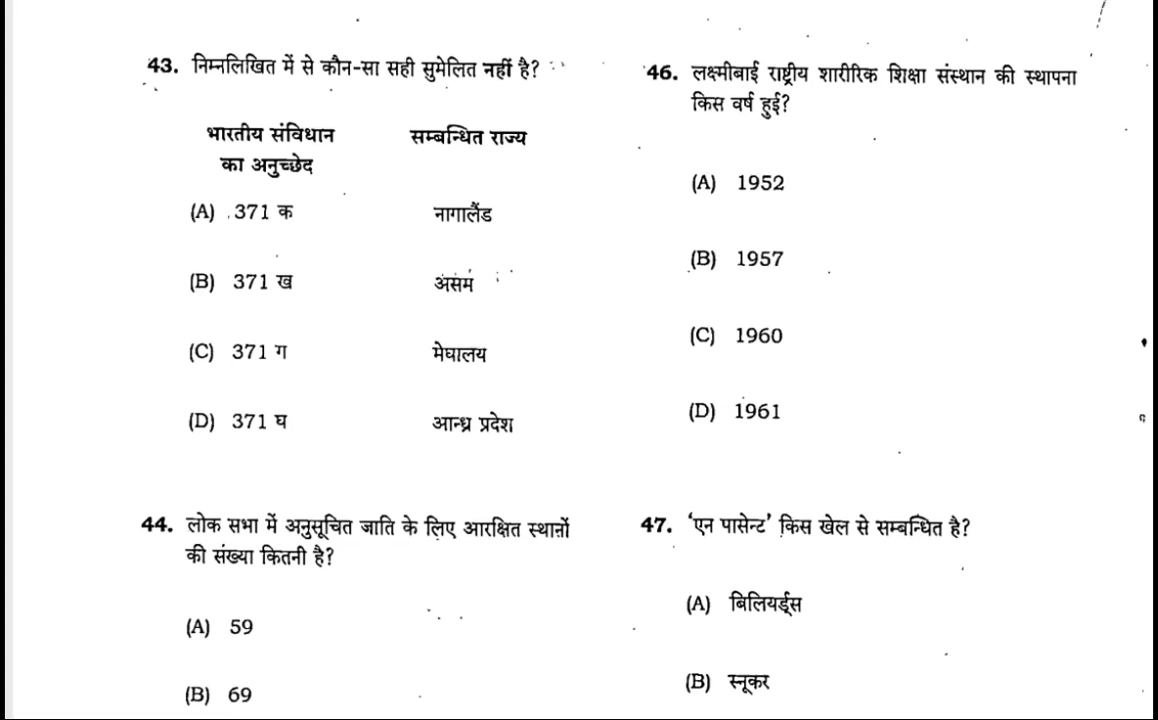 43. निम्नलिखित में से कौन-सा सही सुमेलित नहीं है?
भारतीय संविधान सम्बन्धित राज्य
का अनुच्छेद
(A) 371 क नागालैंड
(B) 371 ख असम
(C) 371 ग मेघालय
(D) 371 घ आन्ध्र प्रदेश
44. लोक सभा में अनुसूचित जाति के लिए आरक्षित स्थानों
की संख्या कितनी है?
(A) 59
(B) 69
46. लक्ष्मीबाई राष्ट्रीय शारीरिक शिक्षा संस्थान की स्थापना
किस वर्ष हुई?
(A) 1952
(B) 1957
(C) 1960
(D) 1961
47. 'एन पासेन्ट' किस खेल से सम्बन्धित है?
(A) बिलियर्ड्स
(B) स्नूकर